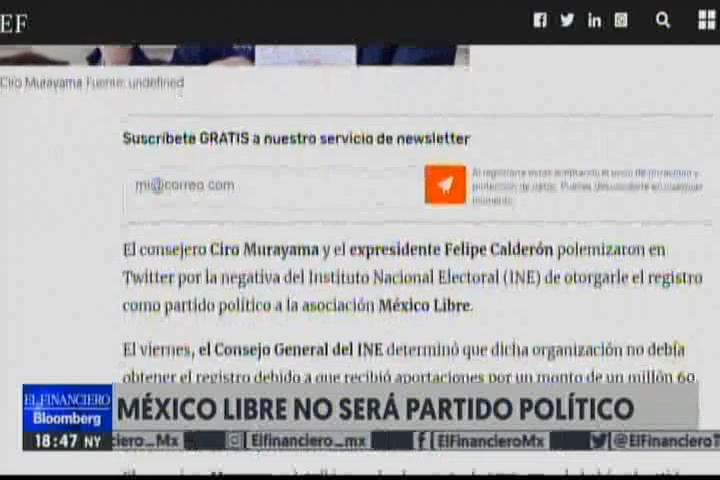 EF
Ciro Murayama Fuente: undefined
Suscríbete GRATIS a nuestro servicio de newsletter
mi@correo.com
El consejero Ciro Murayama y el expresidente Felipe Calderón polemizaron en
Twitter por la negativa del Instituto Nacional Electoral (INE) de otorgarle el registro
como partido político a la asociación México Libre.
El viernes, el Consejo General del INE determinó que dicha organización no debía
obtener el registro debido a que recibió aportaciones por un monto de un millón 60,
EL FINANCIERO
Bloomberg
MÉXICO LIBRE NO SERÁ PARTIDO POLÍTICO
18:47 NY
ciero_Mx [Elfinanciero_mx [ElFinancieroMx [@ElFinancieroT